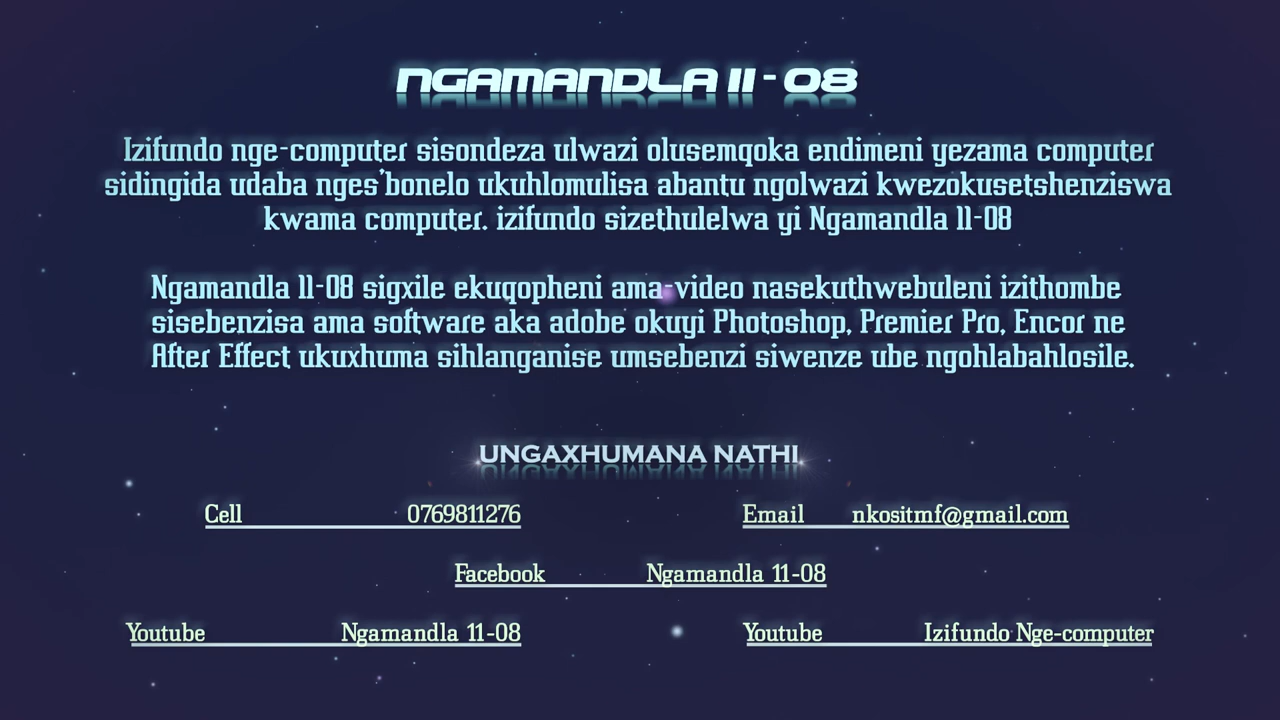 NGAMANDLA 11 - 08
Izifundo nge-computer sisondeza ulwazi olusemqoka endimeni yezama computer
sidingida udaba nges'bonelo ukuhlomulisa abantu ngolwazi kwezokusetshenziswa
kwama computer. izifundo sizethulelwa yi Ngamandla 11-08
Ngamandla 11-08 sigxile ekuqopheni ama-video nasekuthwebuleni izithombe
sisebenzisa ama software aka adobe okuyi Photoshop, Premier Pro, Encor ne
After Effect ukuxhuma sihlanganise umsebenzi siwenze ube ngohlabahlosile.
UNGAXHUMANA NATHI
Cell 0769811276 Email nkositmf@gmail.com
Facebook Ngamandla 11-08
Youtube Ngamandla 11-08 Youtube Izifundo Nge-computer